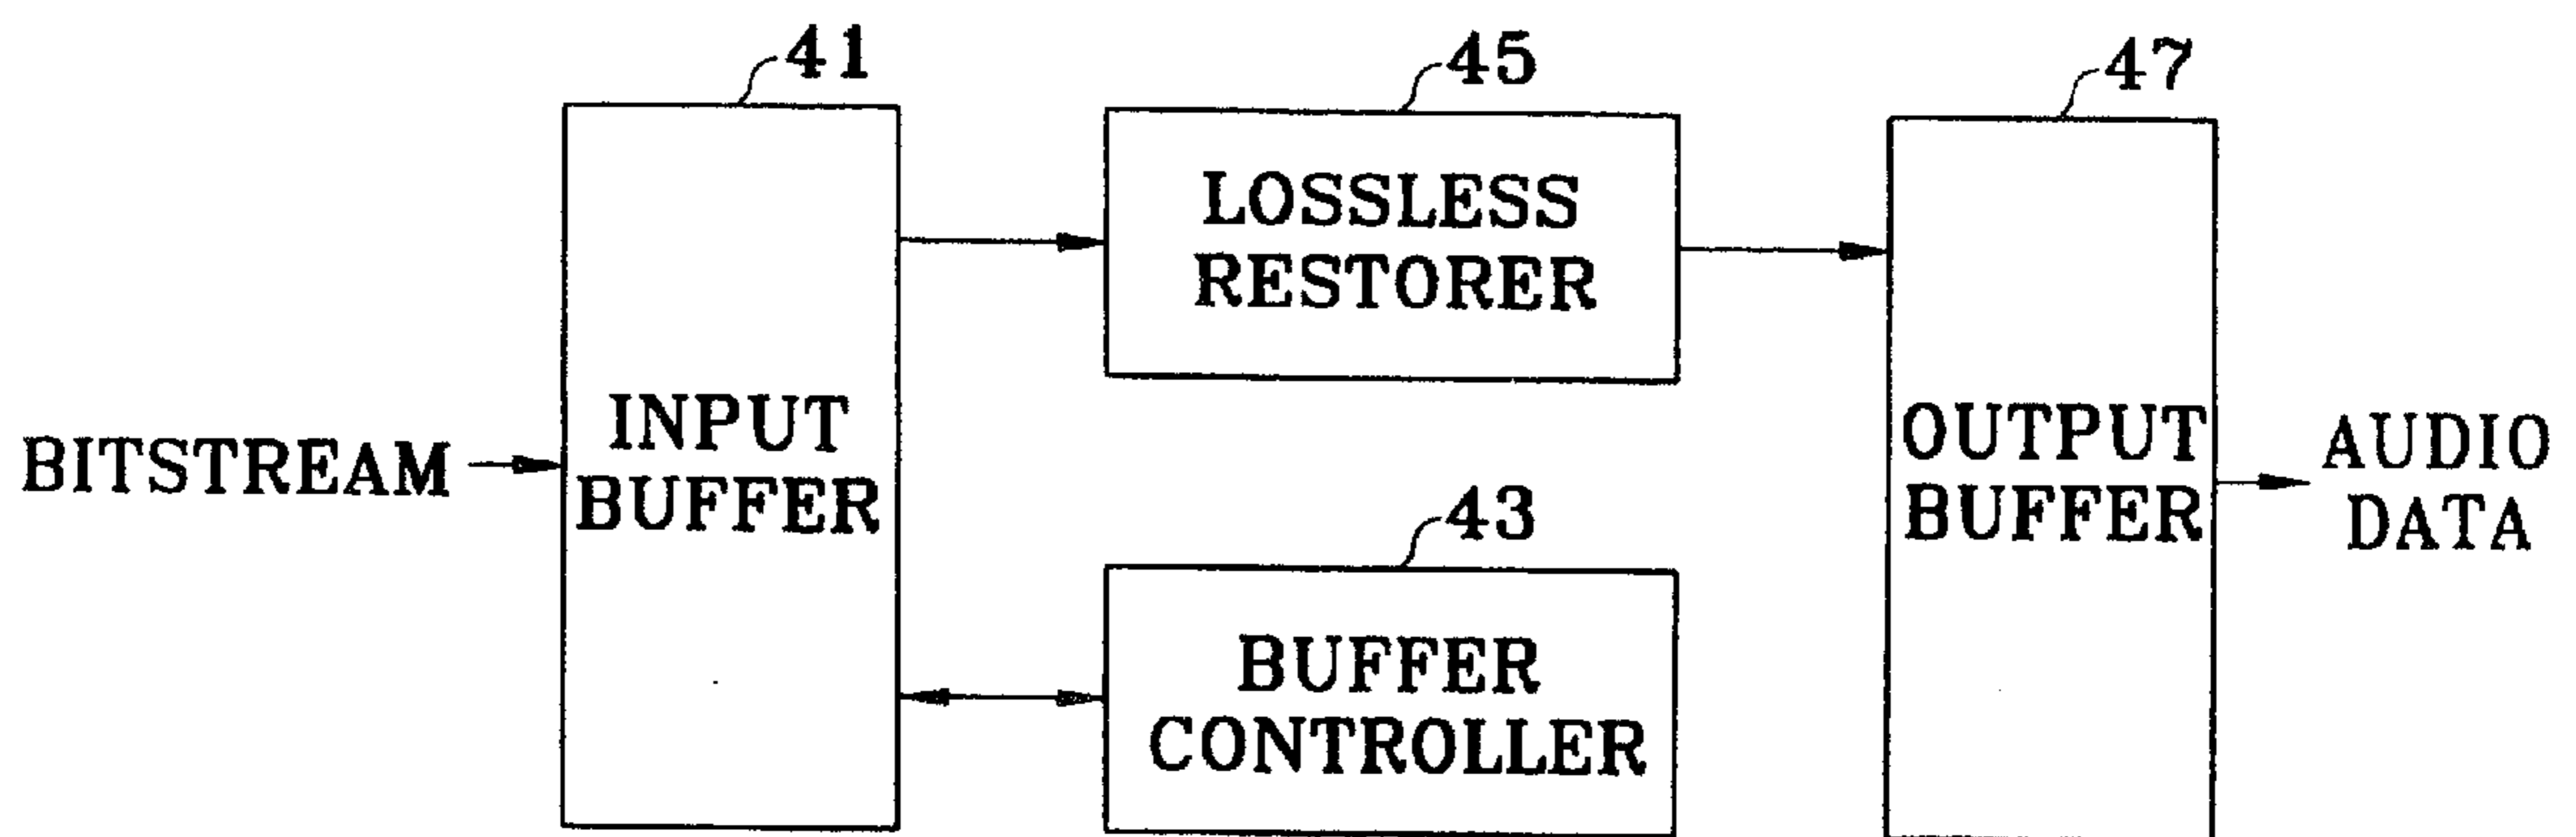 BITSTREAM
41
INPUT
BUFFER
45
LOSSLESS
RESTORER
43
BUFFER
CONTROLLER
47
OUTPUT
BUFFER
AUDIO
DATA